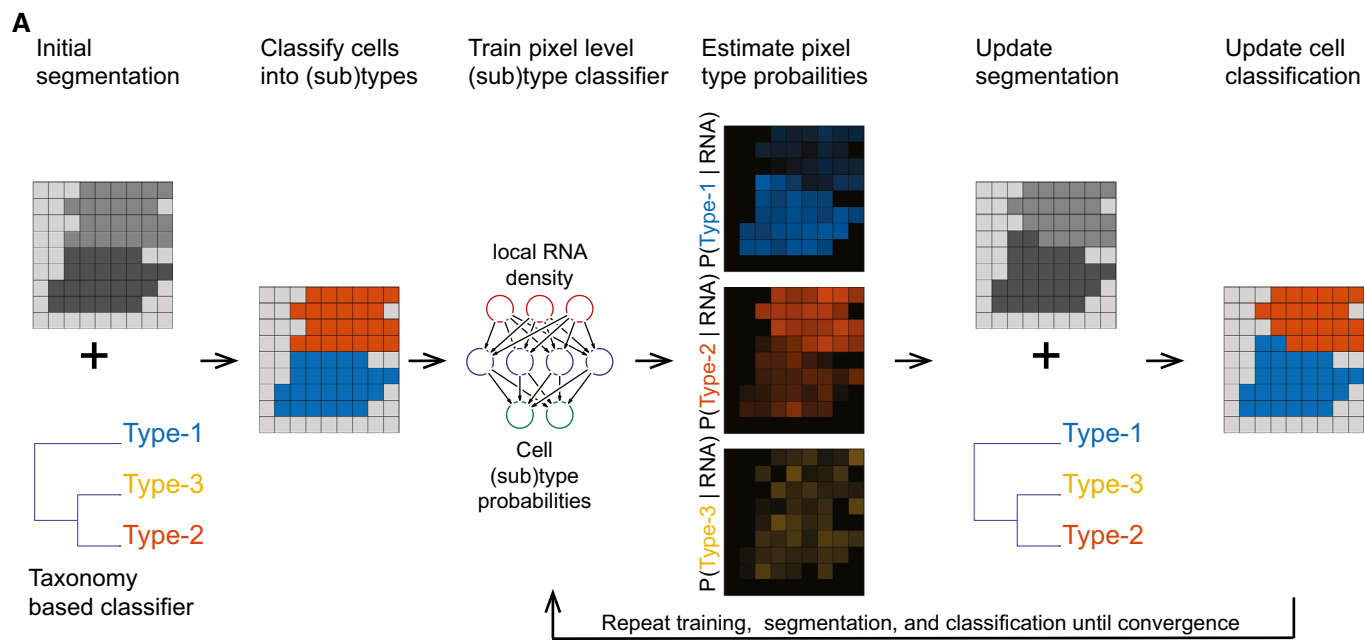 A
Initial
segmentation
Classify cells
into (sub)types
Train pixel level
(sub)type classifier
Estimate pixel
type probailities
Update
segmentation
Update cell
classification
+
Type-1
Type-3
Type-2
Taxonomy
based classifier
local RNA
density
Cell
(sub)type
probabilities
P(Type-1 | RNA)
P(Type-2 | RNA)
P(Type-3 | RNA)
+
Type-1
Type-3
Type-2
Repeat training, segmentation, and classification until convergence